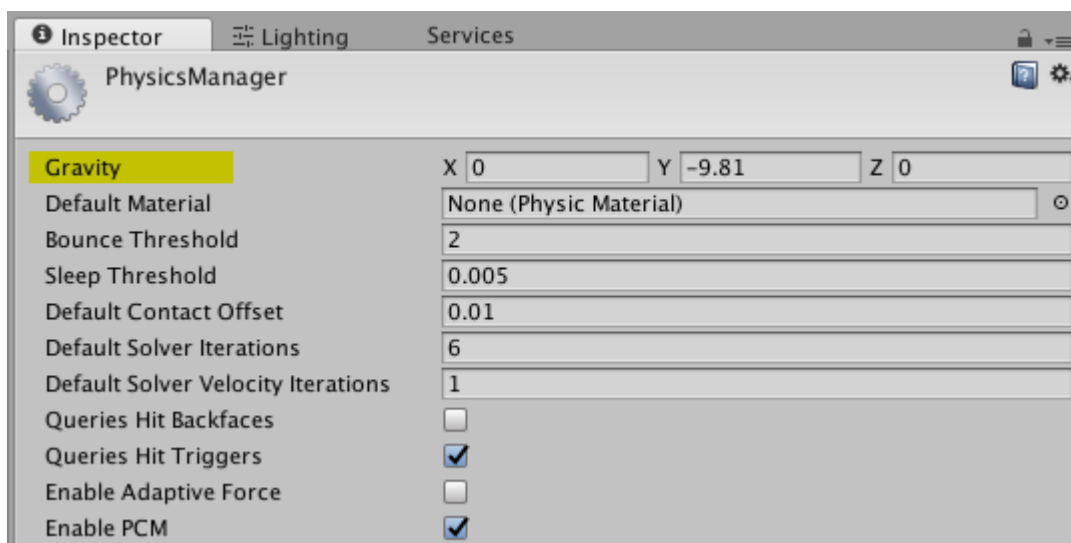 Inspector Lighting Services
PhysicsManager
Gravity X 0 Y -9.81 Z 0
Default Material None (Physic Material)
Bounce Threshold 2
Sleep Threshold 0.005
Default Contact Offset 0.01
Default Solver Iterations 6
Default Solver Velocity Iterations 1
Queries Hit Backfaces
Queries Hit Triggers
Enable Adaptive Force
Enable PCM